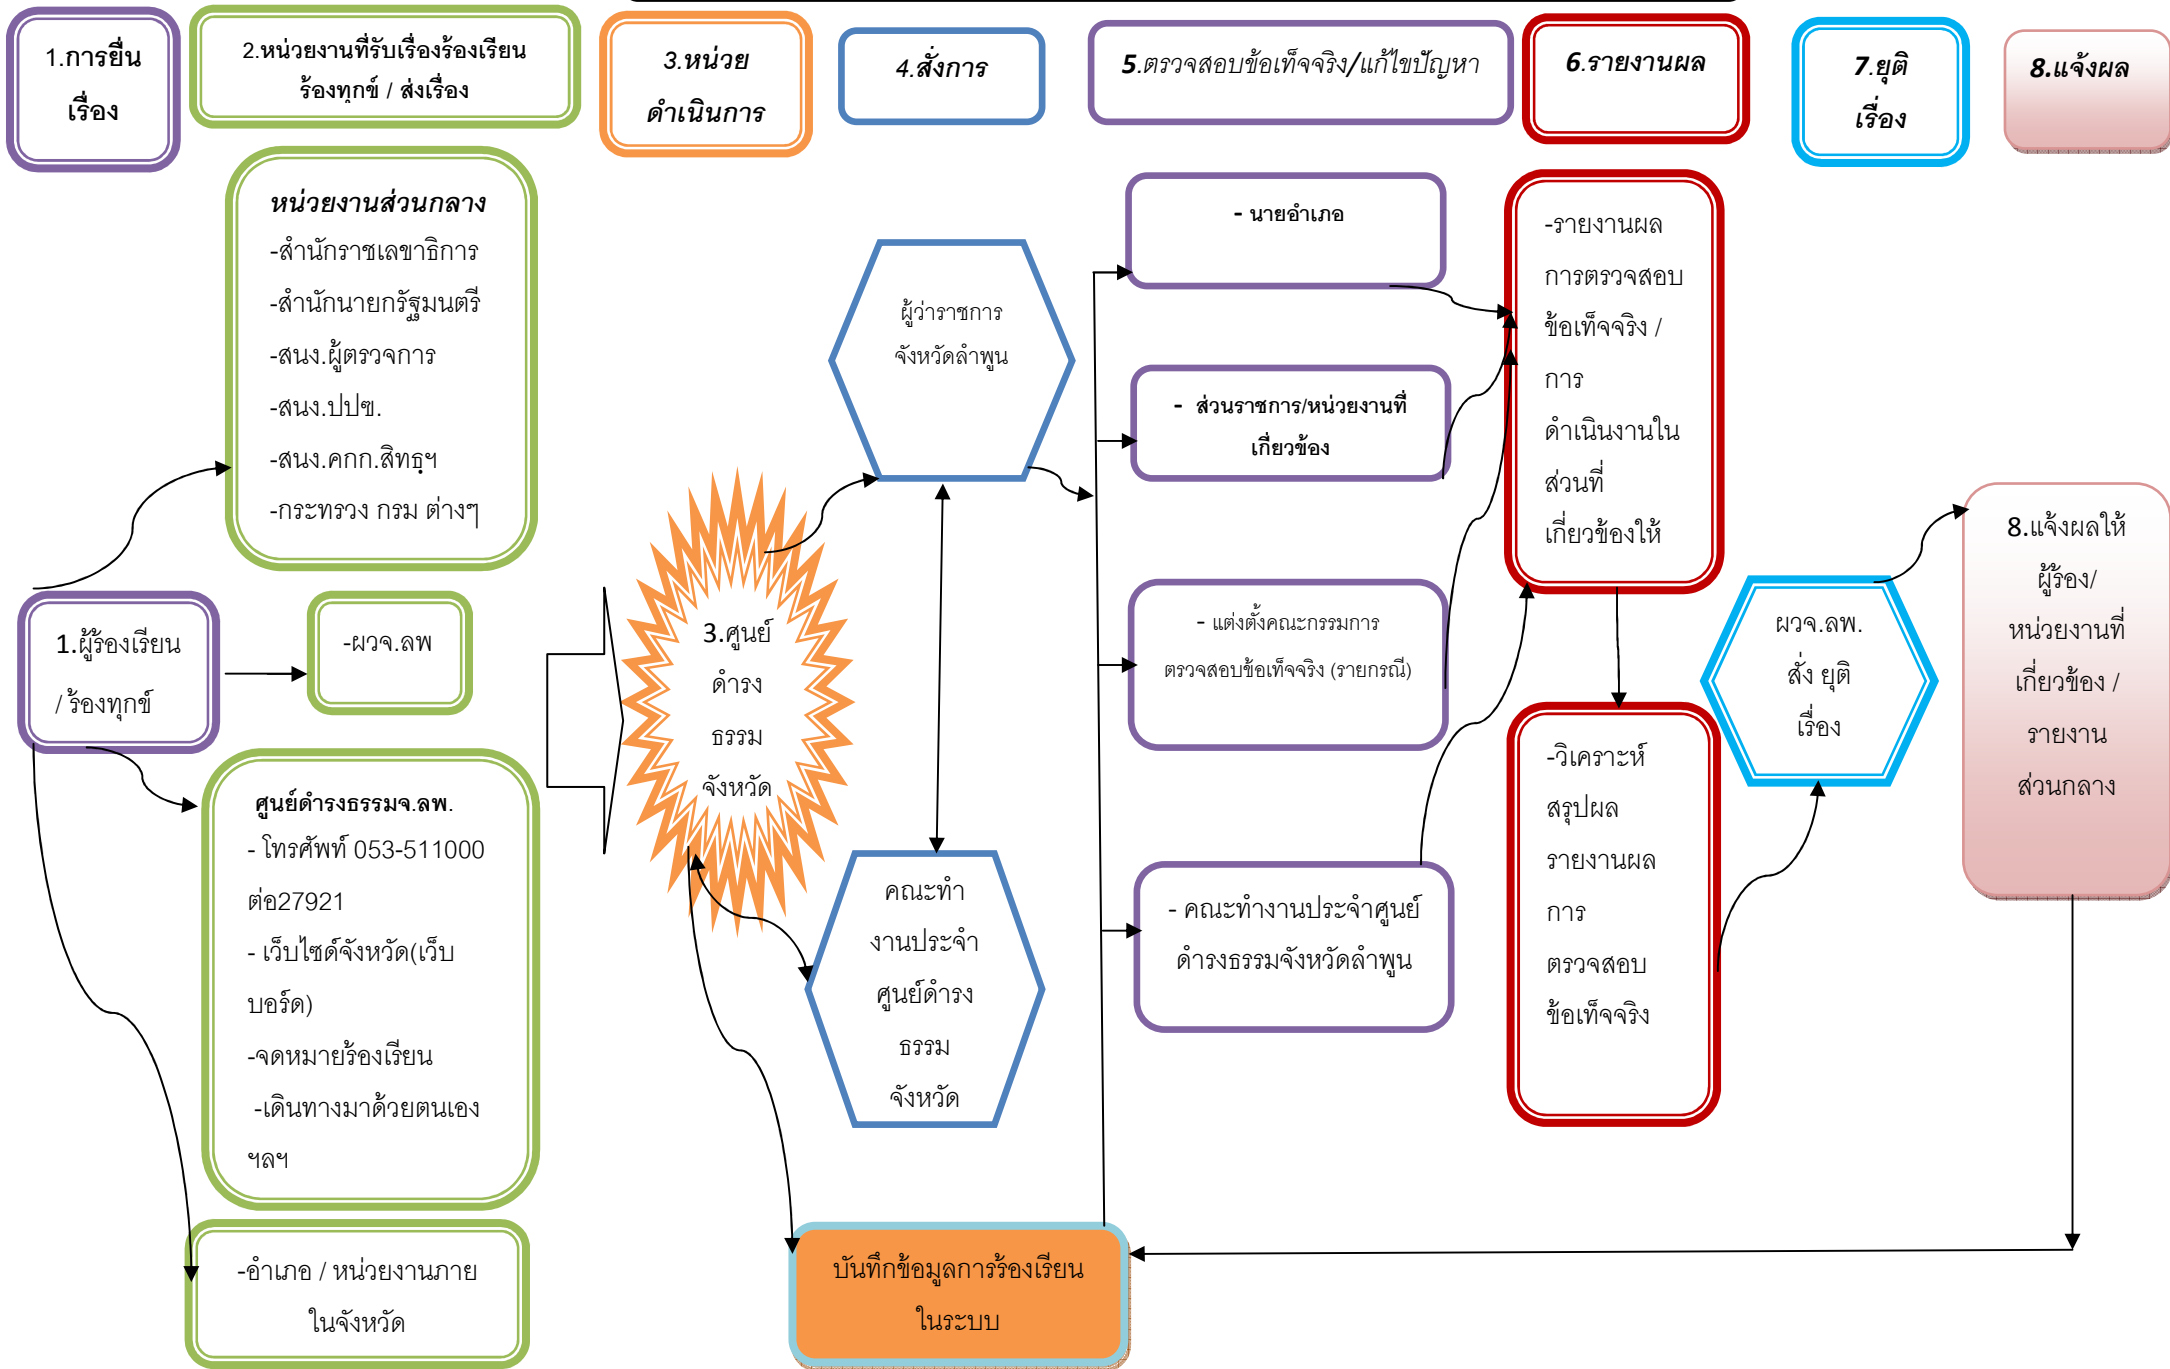 1.การยื่น
เรื่อง
2.หน่วยงานที่รับเรื่องร้องเรียน
ร้องทุกข์ / ส่งเรื่อง
3.หน่วย
ดำเนินการ
4.สั่งการ
5.ตรวจสอบข้อเท็จจริง/แก้ไขปัญหา
6.รายงานผล
7.ยุติ
เรื่อง
8.แจ้งผล
หน่วยงานส่วนกลาง
-สำนักราชเลขาธิการ
-สำนักนายกรัฐมนตรี
-สนง.ผู้ตรวจการ
-สนง.ปปฃ.
-สนง.คกก.สิทธุฯ
-กระทรวง กรม ต่างๆ
1.ผู้ร้องเรียน
/ ร้องทุกข์
-ผวจ.ลพ
ศูนย์ดำรงธรรมจ.ลพ.
- โทรศัพท์ 053-511000
ต่อ27921
- เว็บไซด์จังหวัด(เว็บ
บอร์ด)
-จดหมายร้องเรียน
-เดินทางมาด้วยตนเอง
ฯลฯ
-อำเภอ / หน่วยงานภาย
ในจังหวัด
3.ศูนย์
ดำรง
ธรรม
จังหวัด
ผู้ว่าราชการ
จังหวัดลำพูน
คณะทำ
งานประจำ
ศูนย์ดำรง
ธรรม
จังหวัด
บันทึกข้อมูลการร้องเรียน
ในระบบ
- นายอำเภอ
- ส่วนราชการ/หน่วยงานที่
เกี่ยวข้อง
- แต่งตั้งคณะกรรมการ
ตรวจสอบข้อเท็จจริง (รายกรณี)
- คณะทำงานประจำศูนย์
ดำรงธรรมจังหวัดลำพูน
-รายงานผล
การตรวจสอบ
ข้อเท็จจริง /
การ
ดำเนินงานใน
ส่วนที่
เกี่ยวข้องให้
-วิเคราะห์
สรุปผล
รายงานผล
การ
ตรวจสอบ
ข้อเท็จจริง
ผวจ.ลพ.
สั่ง ยุติ
เรื่อง
8.แจ้งผลให้
ผู้ร้อง/
หน่วยงานที่
เกี่ยวข้อง /
รายงาน
ส่วนกลาง